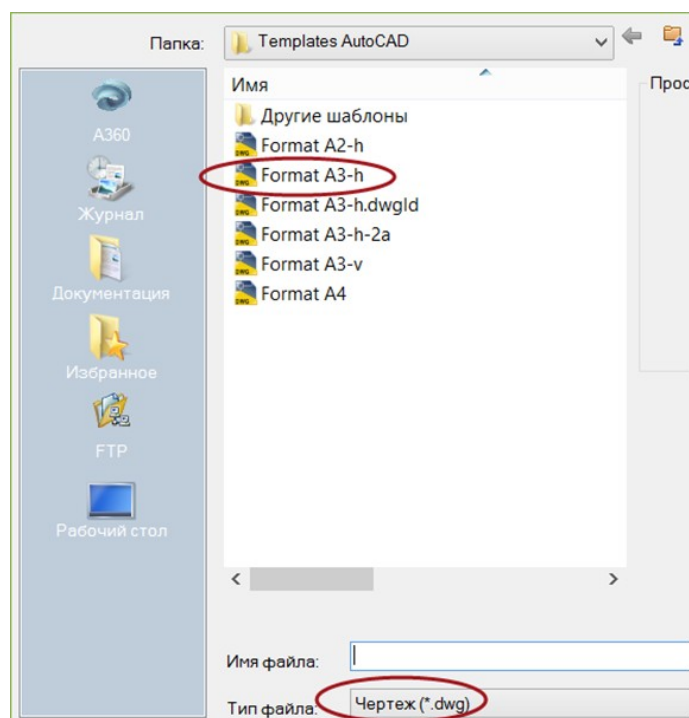 Папка:
Templates AutoCAD
Имя
A360
Журнал
Документация
Избранное
FTP
Рабочий стол
Другие шаблоны
Format A2-h
Format A3-h
Format A3-h.dwgld
Format A3-h-2a
Format A3-v
Format A4
Прос
Имя файла:
Тип файла:
Чертеж (*.dwg)